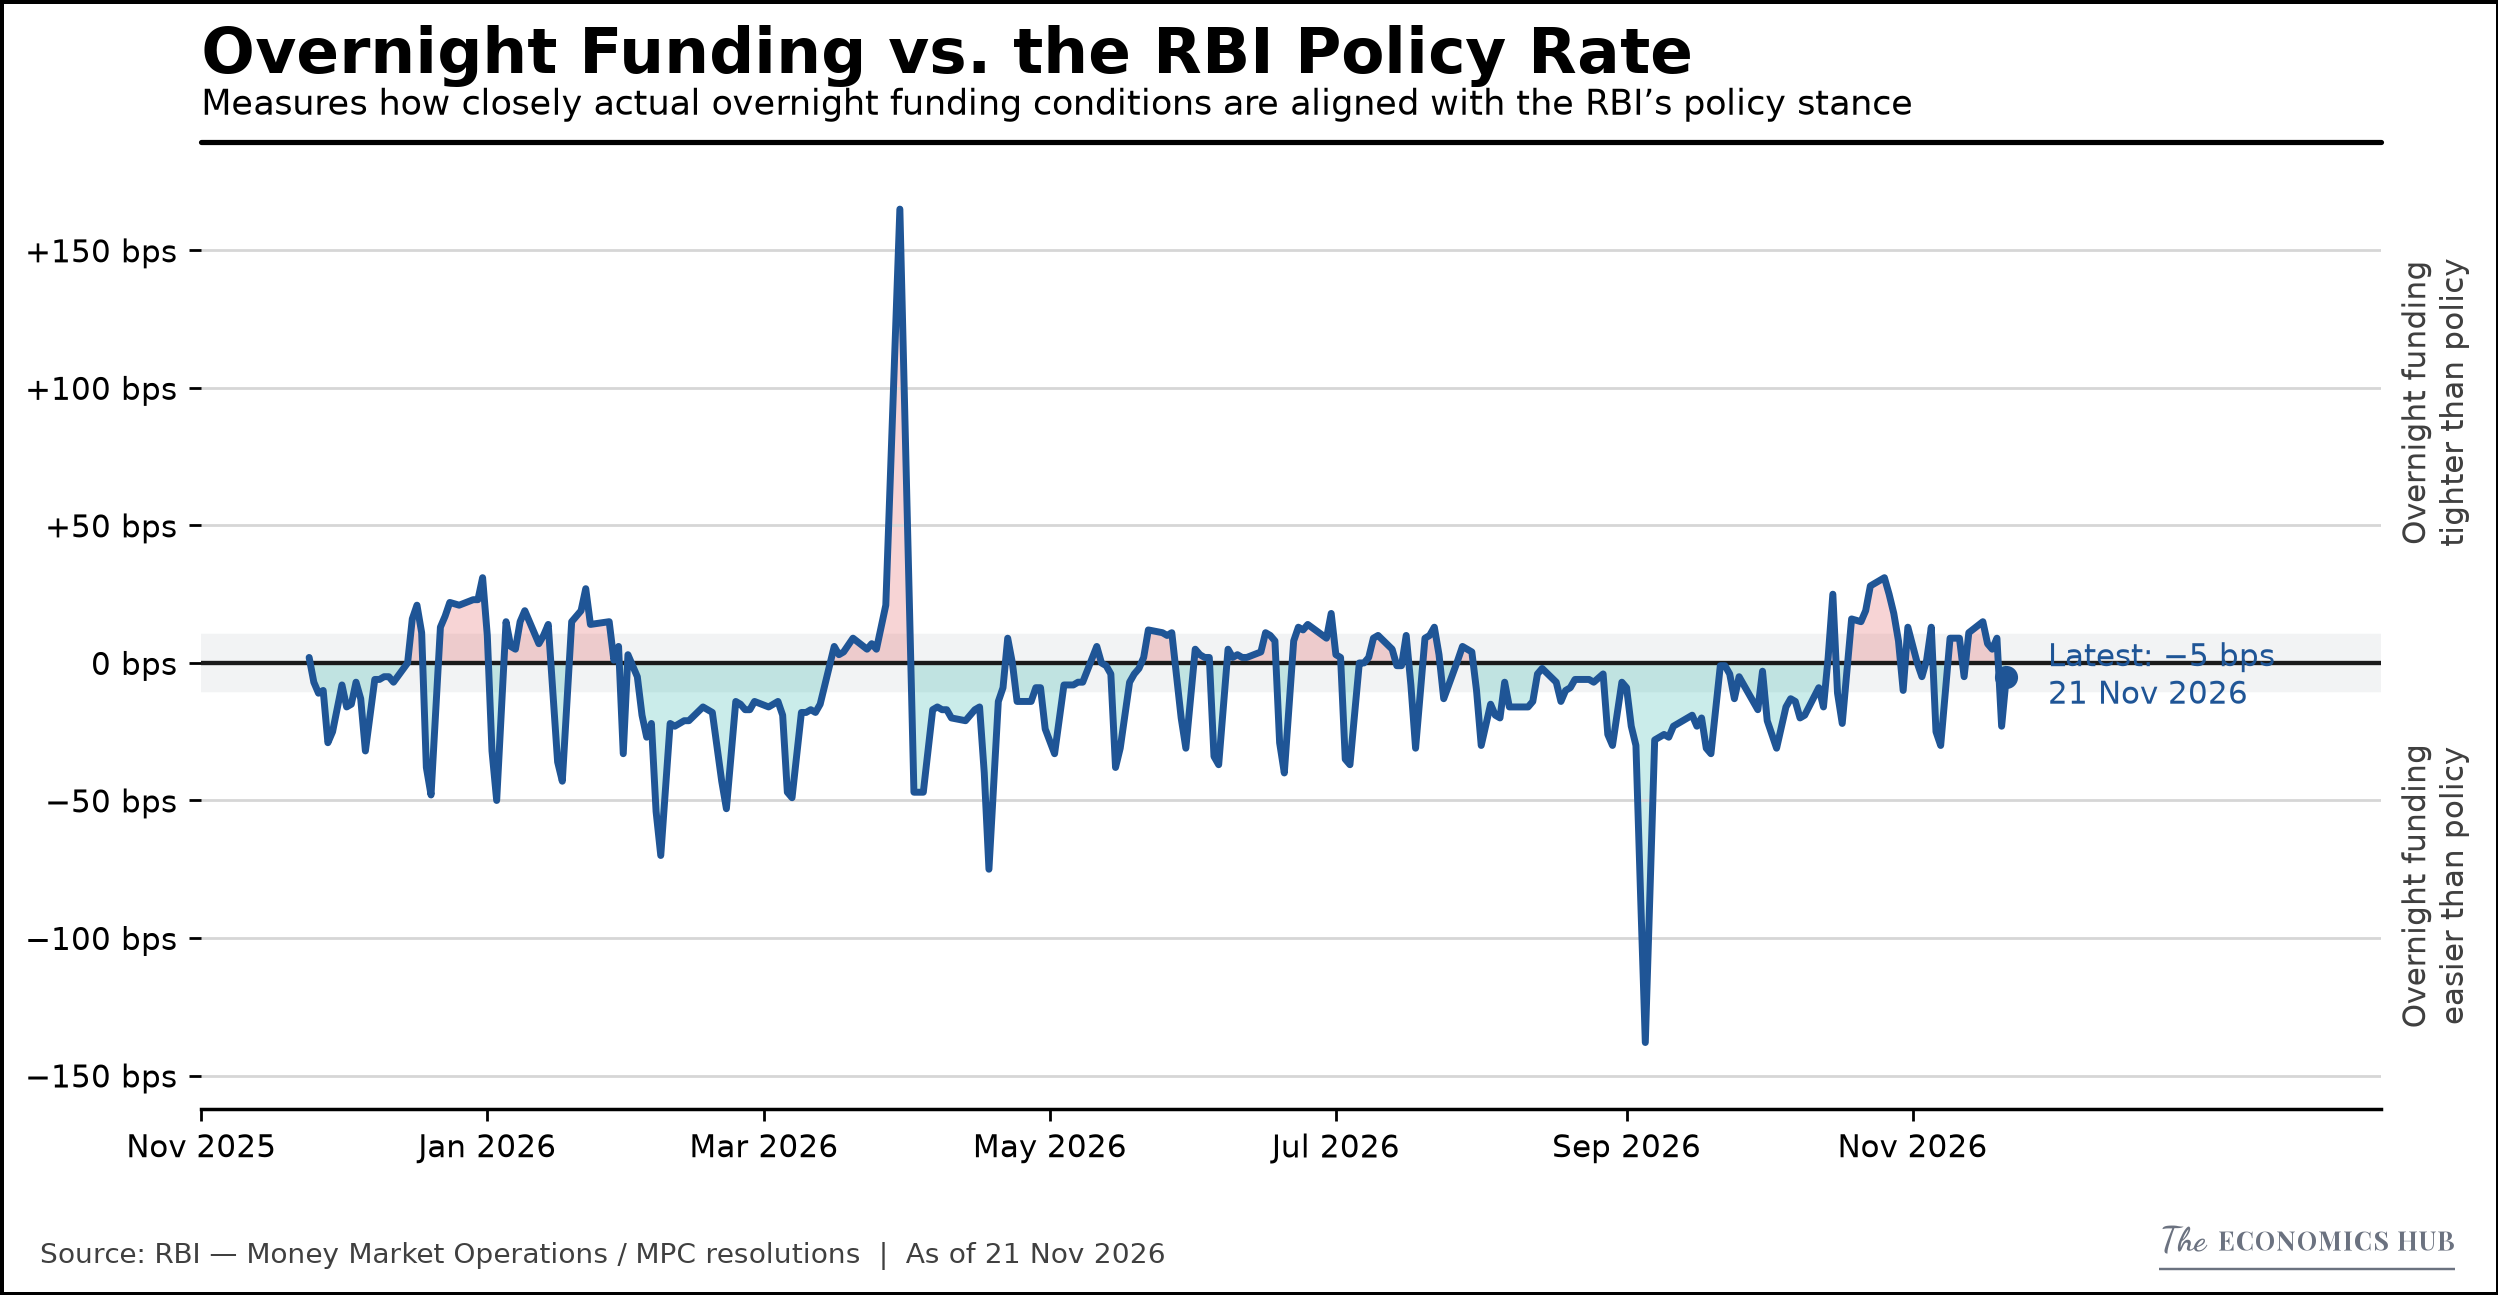 Overnight Funding vs. the RBI Policy Rate
Measures how closely actual overnight funding conditions are aligned with the RBI’s policy stance
+150 bps
+100 bps
+50 bps
0 bps
−50 bps
−100 bps
−150 bps
Overnight funding
tighter than policy
Latest: −5 bps
21 Nov 2026
Overnight funding
easier than policy
Nov 2025
Jan 2026
Mar 2026
May 2026
Jul 2026
Sep 2026
Nov 2026
Source: RBI — Money Market Operations / MPC resolutions | As of 21 Nov 2026
The ECONOMICS HUB